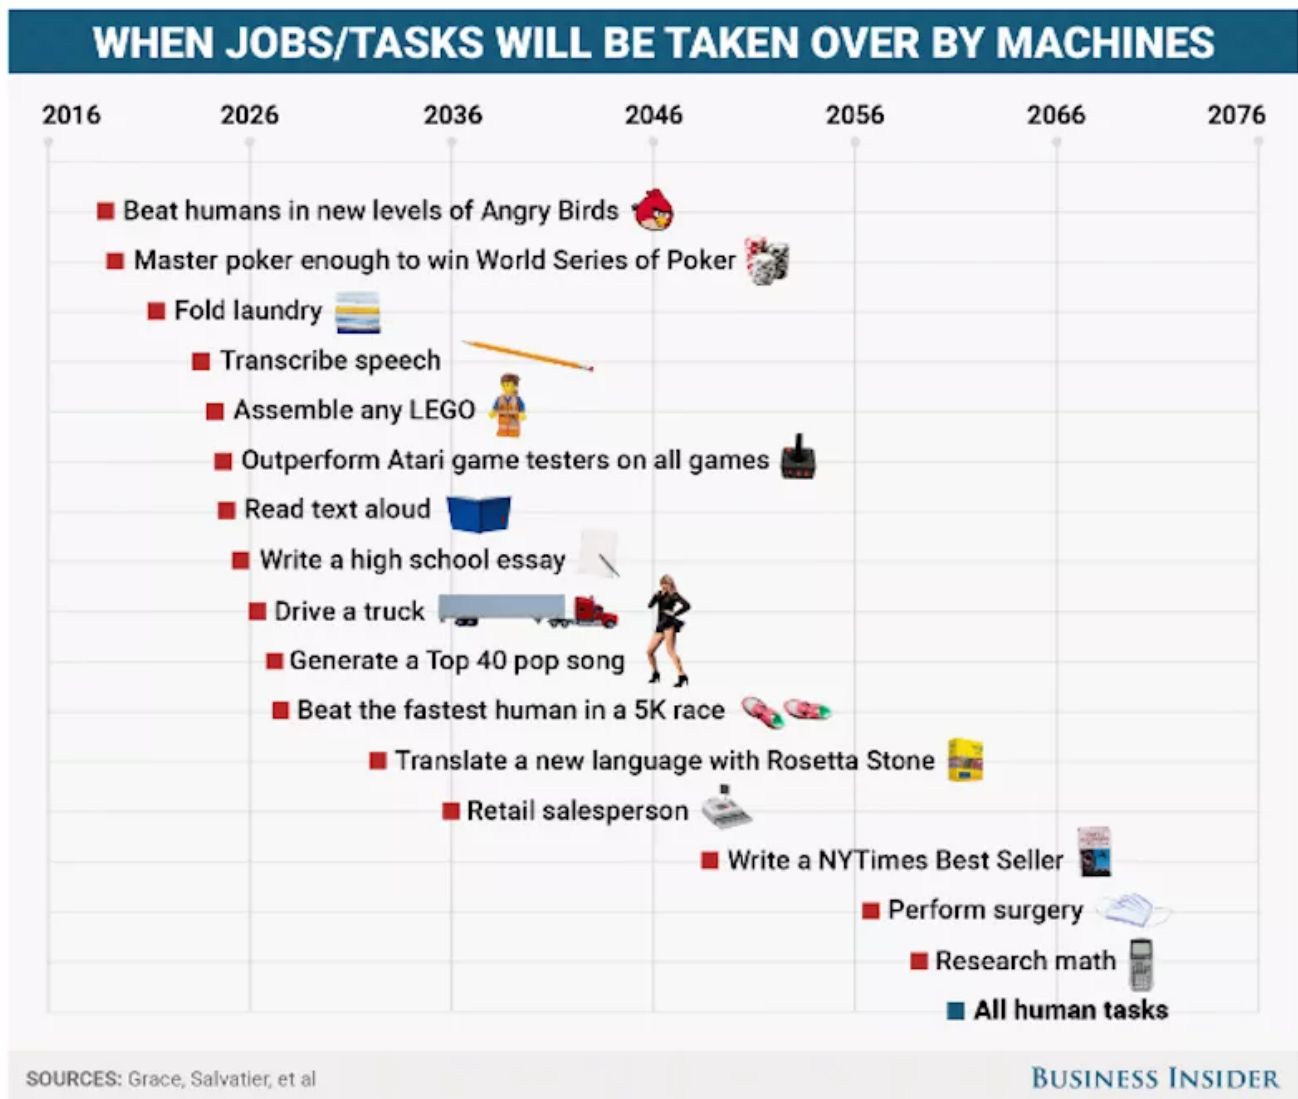 WHEN JOBS/TASKS WILL BE TAKEN OVER BY MACHINES
2016 2026 2036 2046 2056 2066 2076
Beat humans in new levels of Angry Birds
Master poker enough to win World Series of Poker
Fold laundry
Transcribe speech
Assemble any LEGO
Outperform Atari game testers on all games
Read text aloud
Write a high school essay
Drive a truck
Generate a Top 40 pop song
Beat the fastest human in a 5K race
Translate a new language with Rosetta Stone
Retail salesperson
Write a NYTimes Best Seller
Perform surgery
Research math
All human tasks
SOURCES: Grace, Salvatier, et al
BUSINESS INSIDER